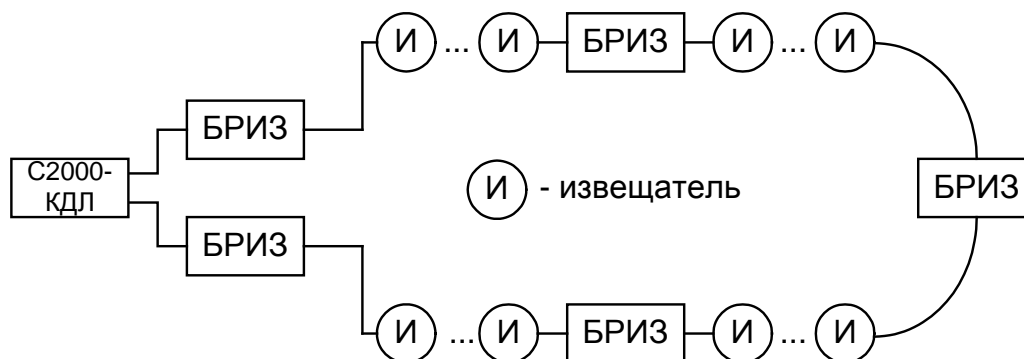 И ... И БРИЗ И ... И
БРИЗ
С2000-
КДЛ
И - извещатель
БРИЗ
БРИЗ
И ... И БРИЗ И ... И